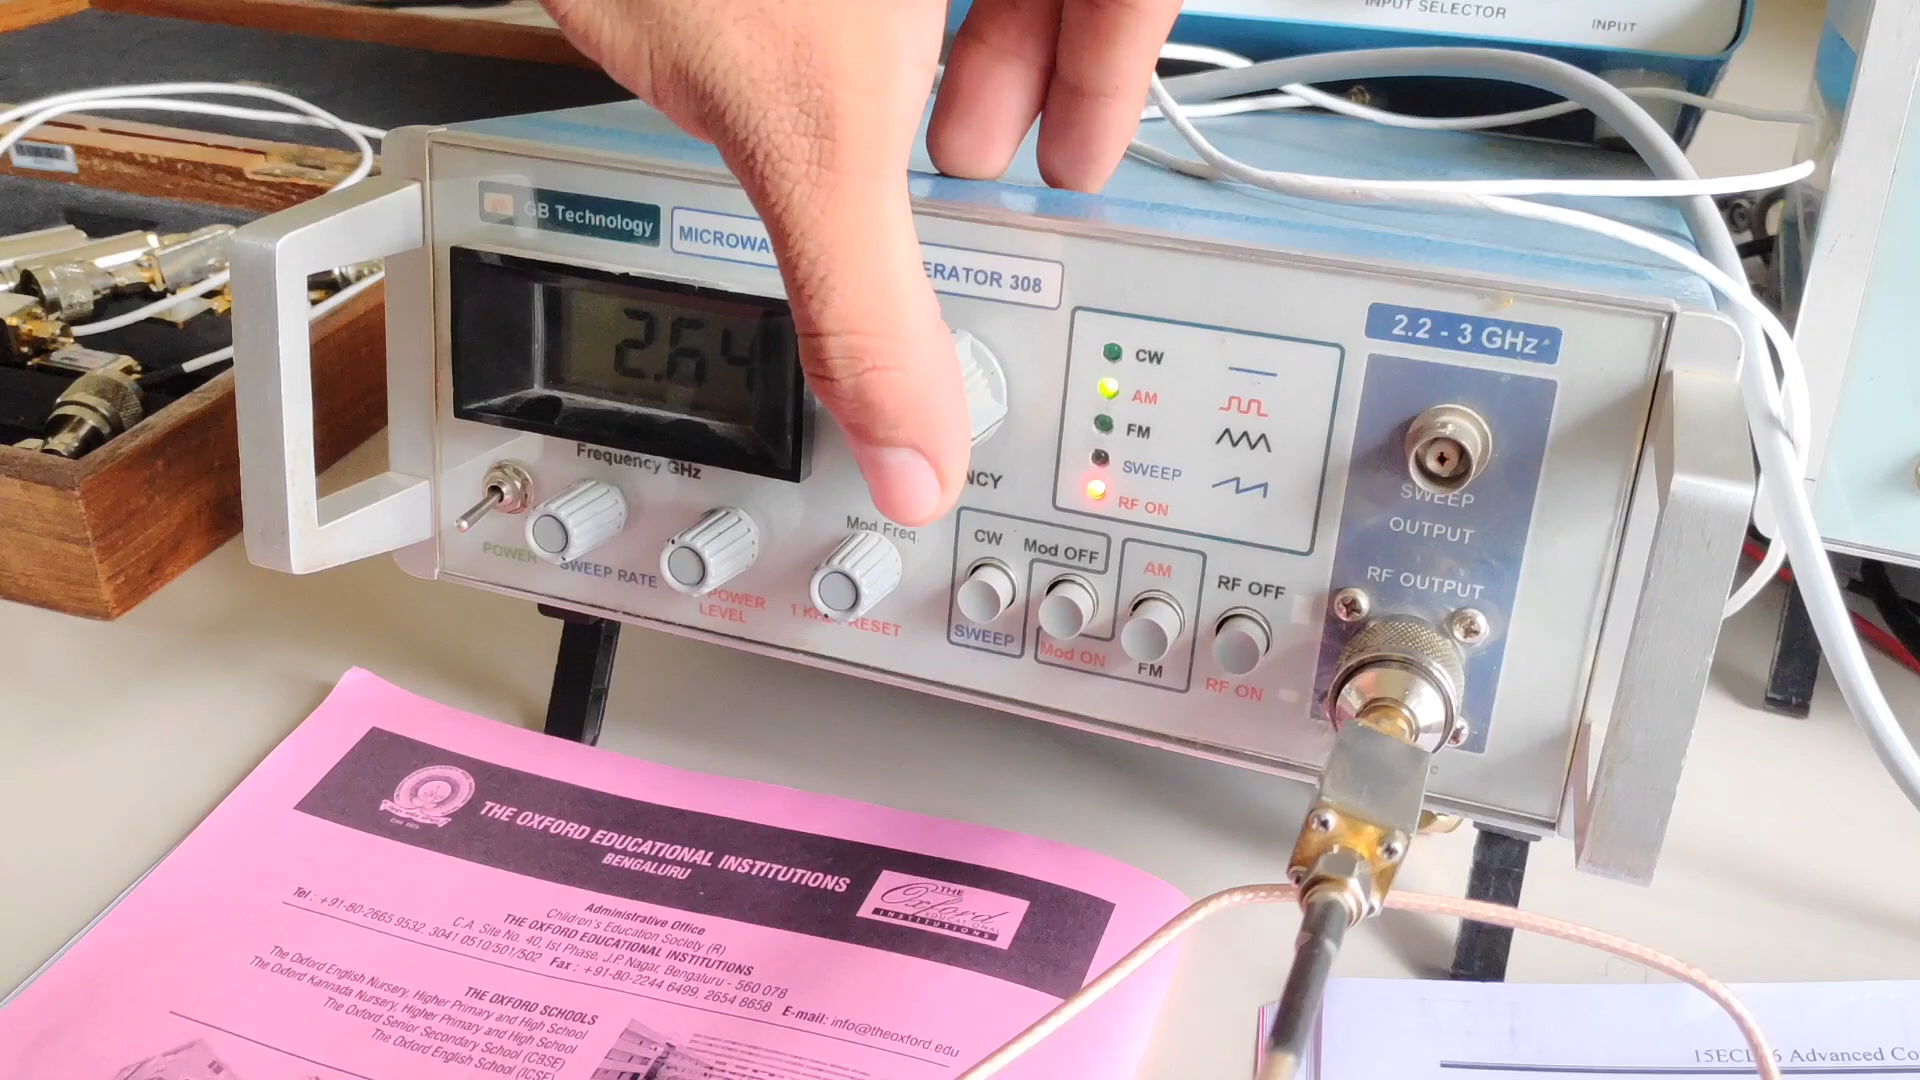 INPUT SELECTOR
INPUT
GB Technology
MICROWA
ERATOR 308
2.64
Frequency GHz
NCY
CW
AM
FM
SWEEP
RF ON
2.2 - 3 GHz
SWEEP
OUTPUT
RF OUTPUT
POWER
SWEEP RATE
POWER
LEVEL
Mod Freq.
RESET
CW
SWEEP
Mod OFF
Mod ON
AM
FM
RF OFF
RF ON
THE OXFORD EDUCATIONAL INSTITUTIONS
BENGALURU
THE
Oxford
EDUCATIONAL
INSTITUTIONS
Administrative Office
Children's Education Society (R)
THE OXFORD EDUCATIONAL INSTITUTIONS
C.A. Site No. 40, Ist Phase, J.P. Nagar, Bengaluru - 560 078
Tel : +91-80-2665 9532, 3041 0510/501/502 Fax : +91-80-2244 6499, 2654 8658 E-mail: info@theoxford.edu
THE OXFORD SCHOOLS
The Oxford English Nursery, Higher Primary and High School
The Oxford Kannada Nursery, Higher Primary and High School
The Oxford Senior Secondary School (CBSE)
The Oxford English School (ICSE)
Advanced Co